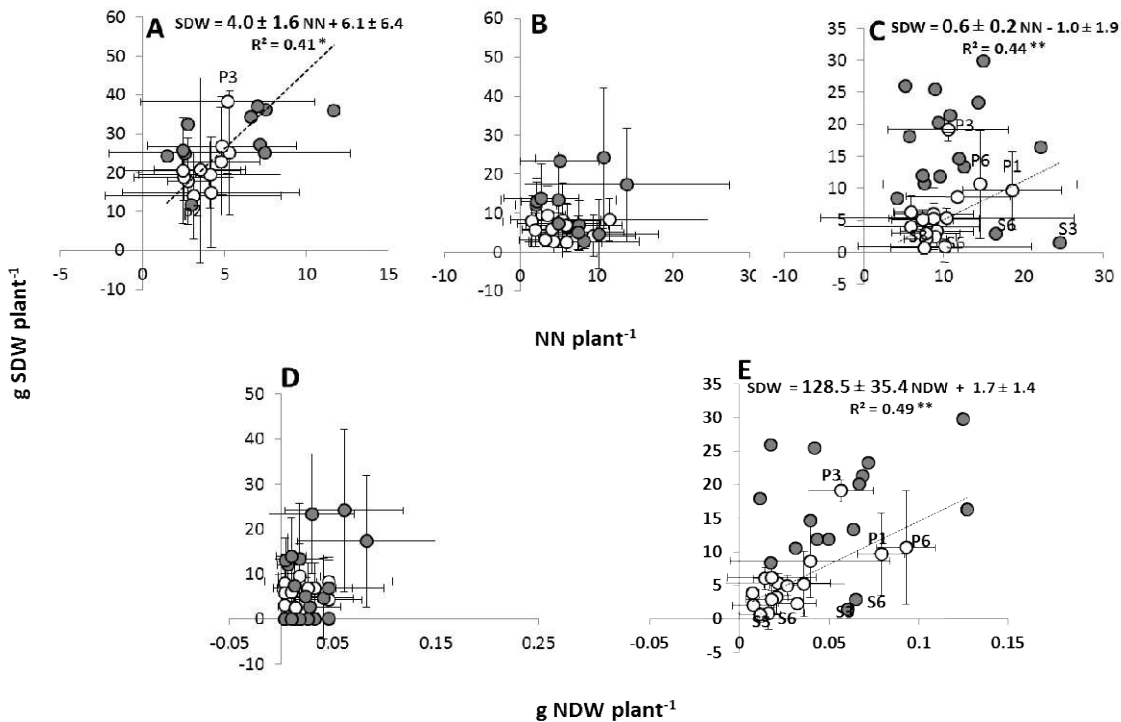 A
SDW = 4.0 ± 1.6 NN + 6.1 ± 6.4
R² = 0.41 *
60
50
40
30
20
10
0
-10
-5 0 5 10 15
P3
B
60
50
40
30
20
10
0
-10
-10 0 10 20 30
C
SDW = 0.6 ± 0.2 NN - 1.0 ± 1.9
R² = 0.44 **
35
30
25
20
15
10
5
0
-5
0 10 20 30
P3
P6 P1
S6 S3
g SDW plant⁻¹
NN plant⁻¹
D
50
40
30
20
10
0
-10
-0.05 0.05 0.15 0.25
E
SDW = 128.5 ± 35.4 NDW + 1.7 ± 1.4
R² = 0.49 **
35
30
25
20
15
10
5
0
-5
0 0.05 0.1 0.15
P3
P1 P6
S3 S6
S3 S6
g NDW plant⁻¹